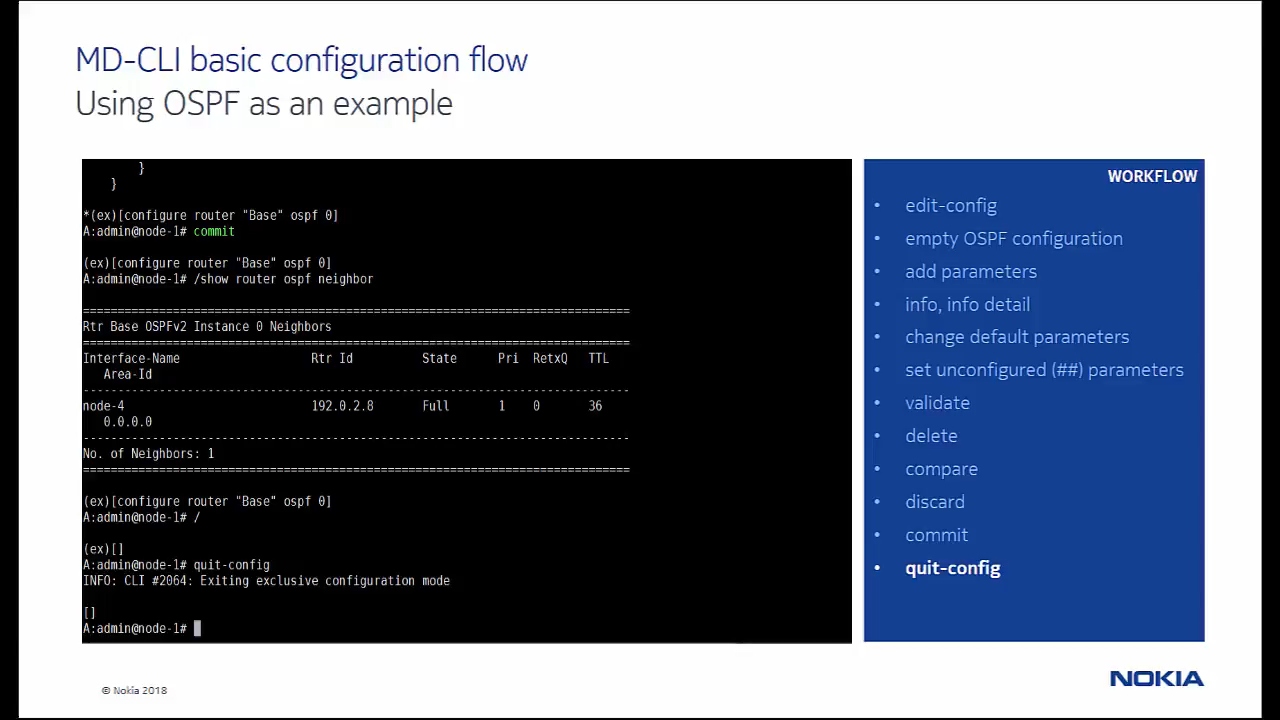 MD-CLI basic configuration flow
Using OSPF as an example
}
}
*(ex)[configure router "Base" ospf 0]
A:admin@node-1# commit
(ex)[configure router "Base" ospf 0]
A:admin@node-1# /show router ospf neighbor
===============================================================================
Rtr Base OSPFv2 Instance 0 Neighbors
===============================================================================
Interface-Name Rtr Id State Pri RetxQ TTL
Area-Id
-------------------------------------------------------------------------------
node-4 192.0.2.8 Full 1 0 36
0.0.0.0
-------------------------------------------------------------------------------
No. of Neighbors: 1
===============================================================================
(ex)[configure router "Base" ospf 0]
A:admin@node-1# /
(ex)[]
A:admin@node-1# quit-config
INFO: CLI #2064: Exiting exclusive configuration mode
[]
A:admin@node-1#
WORKFLOW
• edit-config
• empty OSPF configuration
• add parameters
• info, info detail
• change default parameters
• set unconfigured (##) parameters
• validate
• delete
• compare
• discard
• commit
• quit-config
© Nokia 2018
NOKIA